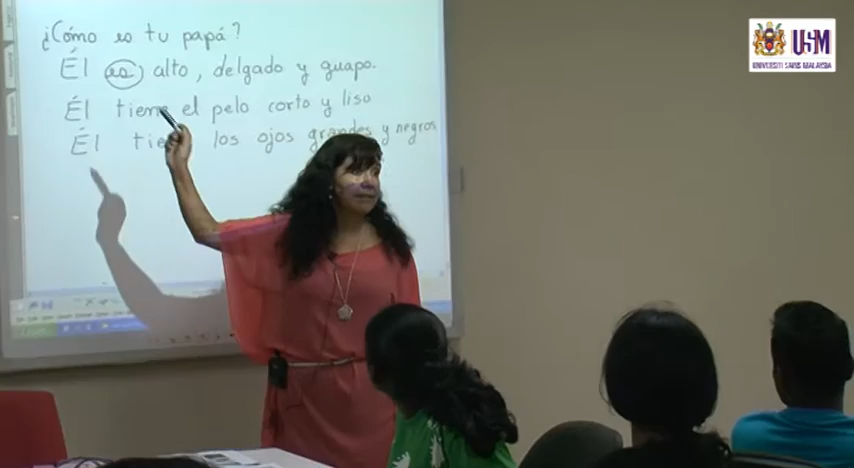 ¿Cómo es tu papá?
Él es alto, delgado y guapo.
Él tiene el pelo corto y liso
Él los ojos grandes y negros
USM
UNIVERSITI SAINS MALAYSIA